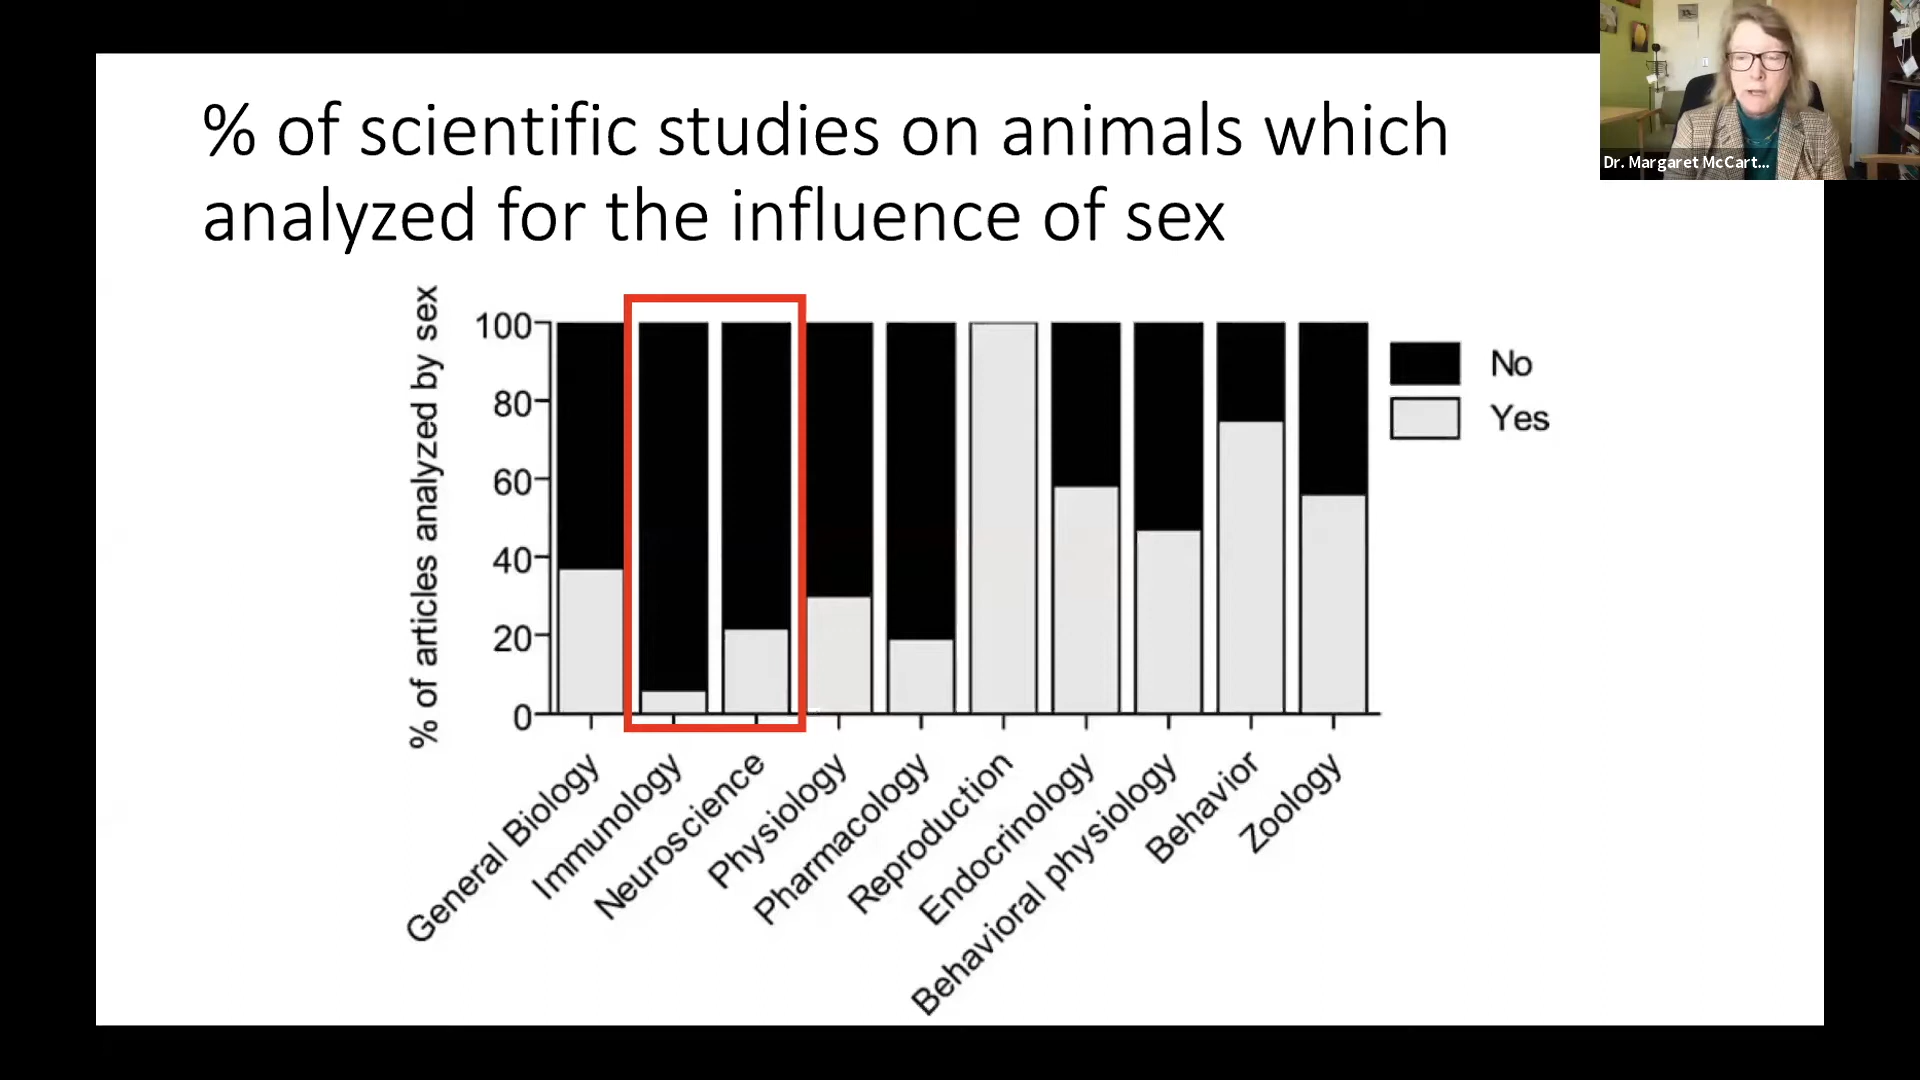 % of scientific studies on animals which
analyzed for the influence of sex
Dr. Margaret McCart...
% of articles analyzed by sex
100
80
60
40
20
0
No
Yes
General Biology
Immunology
Neuroscience
Physiology
Pharmacology
Reproduction
Endocrinology
Behavioral physiology
Behavior
Zoology